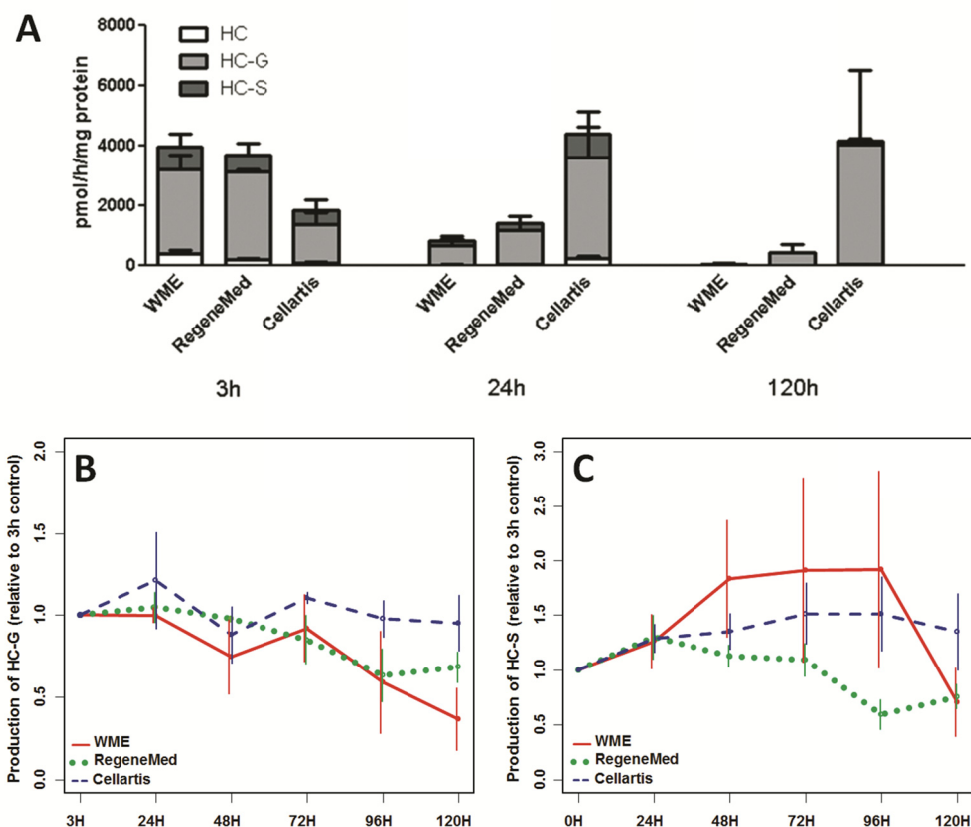 A
8000
6000
4000
2000
0
pmol/h/mg protein
HC
HC-G
HC-S
WME
RegeneMed
Cellartis
WME
RegeneMed
Cellartis
WME
RegeneMed
Cellartis
3h
24h
120h
B
Production of HC-G (relative to 3h control)
2.0
1.5
1.0
0.5
0.0
WME
RegeneMed
Cellartis
3H
24H
48H
72H
96H
120H
C
Production of HC-S (relative to 3h control)
3.0
2.5
2.0
1.5
1.0
0.5
0.0
WME
RegeneMed
Cellartis
0H
24H
48H
72H
96H
120H